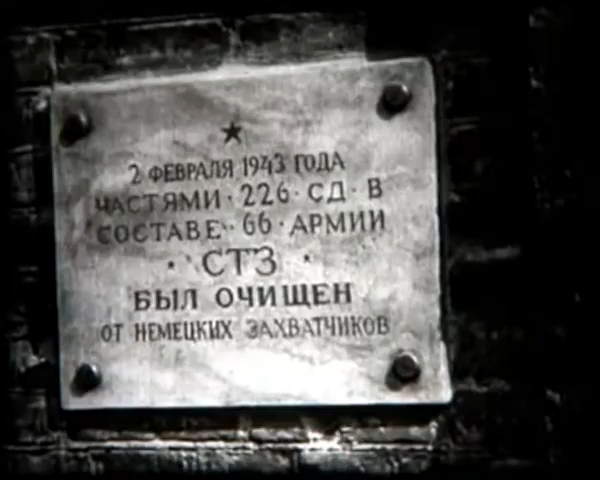 2 ФЕВРАЛЯ 1943 ГОДА
ЧАСТЯМИ · 226 · СД · В
СОСТАВЕ · 66 · АРМИИ
· СТЗ ·
БЫЛ ОЧИЩЕН
ОТ НЕМЕЦКИХ ЗАХВАТЧИКОВ